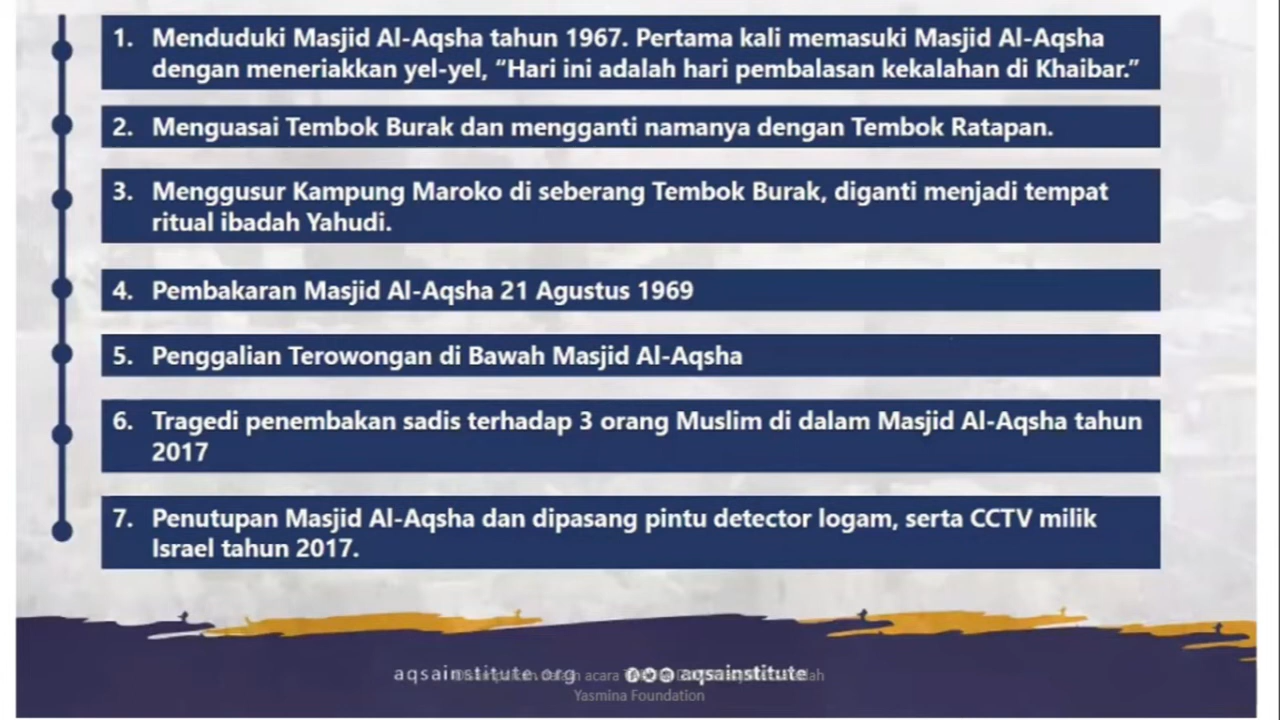 1. Menduduki Masjid Al-Aqsha tahun 1967. Pertama kali memasuki Masjid Al-Aqsha
dengan meneriakkan yel-yel, “Hari ini adalah hari pembalasan kekalahan di Khaibar.”
2. Menguasai Tembok Burak dan mengganti namanya dengan Tembok Ratapan.
3. Menggusur Kampung Maroko di seberang Tembok Burak, diganti menjadi tempat
ritual ibadah Yahudi.
4. Pembakaran Masjid Al-Aqsha 21 Agustus 1969
5. Penggalian Terowongan di Bawah Masjid Al-Aqsha
6. Tragedi penembakan sadis terhadap 3 orang Muslim di dalam Masjid Al-Aqsha tahun
2017
7. Penutupan Masjid Al-Aqsha dan dipasang pintu detector logam, serta CCTV milik
Israel tahun 2017.
aqsainstitute.org aqsainstitute
acara
Yasmina Foundation